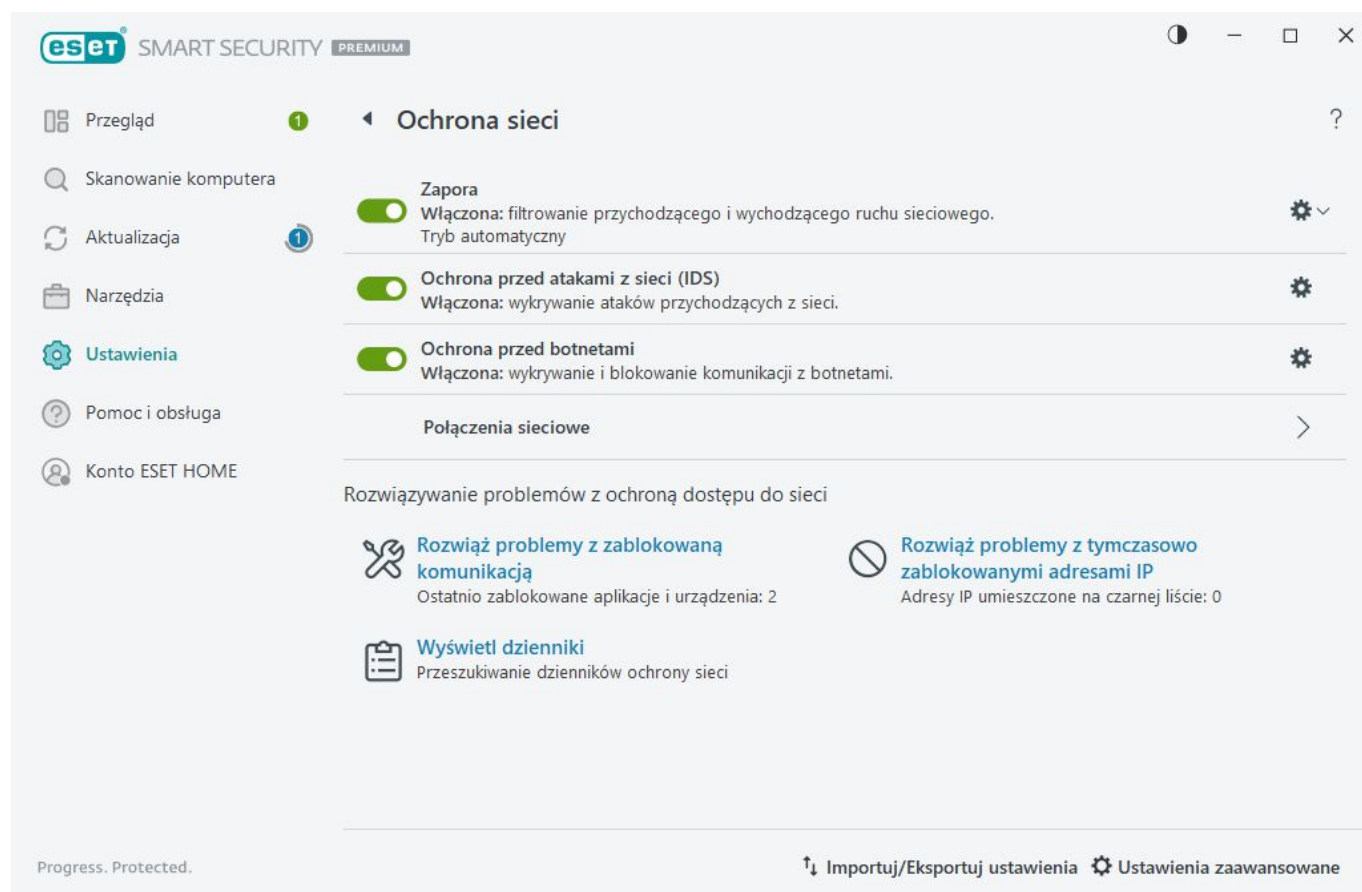 eset® SMART SECURITY PREMIUM
Przegląd 1
Skanowanie komputera
Aktualizacja 1
Narzędzia
Ustawienia
Pomoc i obsługa
Konto ESET HOME
Ochrona sieci ?
Zapora
Włączona: filtrowanie przychodzącego i wychodzącego ruchu sieciowego.
Tryb automatyczny
Ochrona przed atakami z sieci (IDS)
Włączona: wykrywanie ataków przychodzących z sieci.
Ochrona przed botnetami
Włączona: wykrywanie i blokowanie komunikacji z botnetami.
Połączenia sieciowe
Rozwiązywanie problemów z ochroną dostępu do sieci
Rozwiąż problemy z zablokowaną
komunikacją
Ostatnio zablokowane aplikacje i urządzenia: 2
Rozwiąż problemy z tymczasowo
zablokowanymi adresami IP
Adresy IP umieszczone na czarnej liście: 0
Wyświetl dzienniki
Przeszukiwanie dzienników ochrony sieci
Progress. Protected.
Importuj/Eksportuj ustawienia
Ustawienia zaawansowane